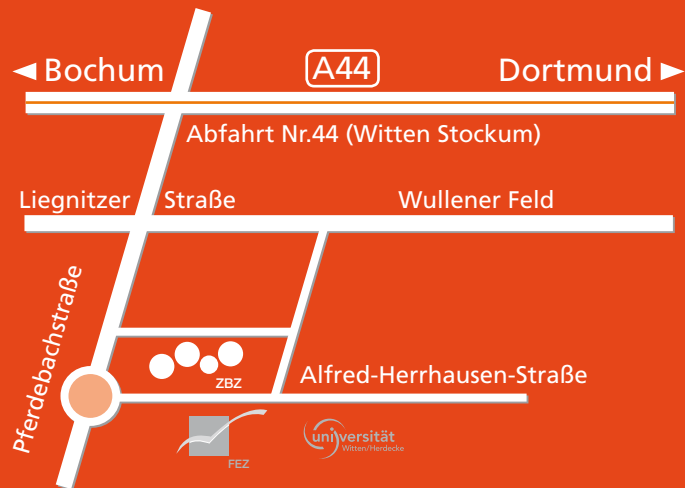 ◄ Bochum A44 Dortmund ►
Abfahrt Nr.44 (Witten Stockum)
Liegnitzer Straße Wullener Feld
Pferdebachstraße
ZBZ
Alfred-Herrhausen-Straße
FEZ
universität
Witten/Herdecke